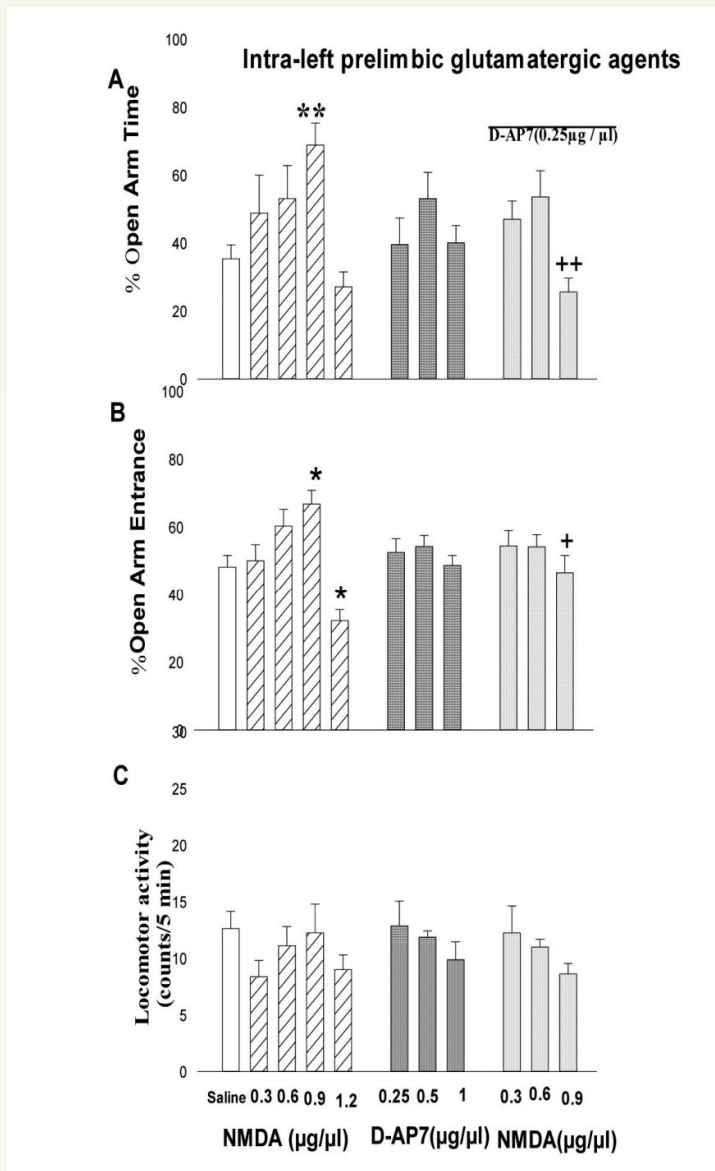 Intra-left prelimbic glutamatergic agents
A
% Open Arm Time
100
80
60
40
20
0
**
D-AP7(0.25µg / µl)
++
B
%Open Arm Entrance
100
80
60
40
20
0
*
*
+
C
Locomotor activity
(counts/5 min)
30
25
20
15
10
5
0
Saline 0.3 0.6 0.9 1.2 0.25 0.5 1 0.3 0.6 0.9
NMDA (µg/µl) D-AP7(µg/µl) NMDA(µg/µl)